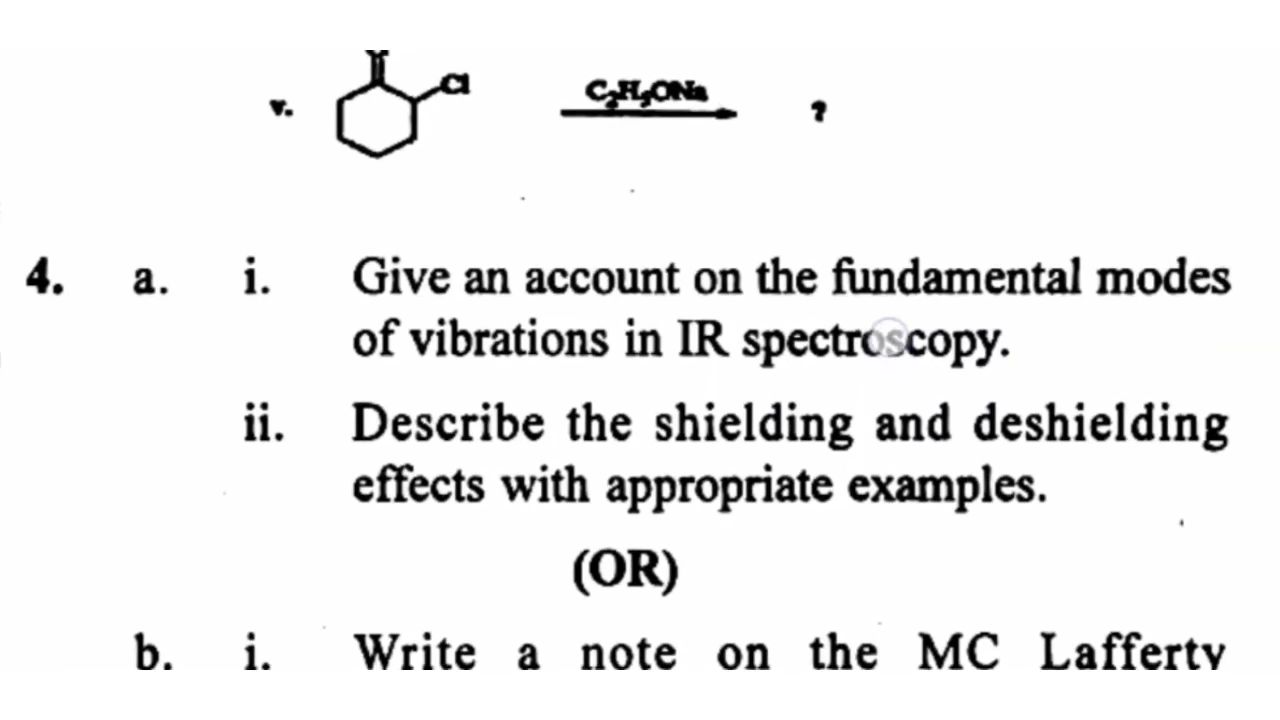 v. Cl C₂H₅ONa ?
4. a. i. Give an account on the fundamental modes
of vibrations in IR spectroscopy.
ii. Describe the shielding and deshielding
effects with appropriate examples.
(OR)
b. i. Write a note on the MC Lafferty